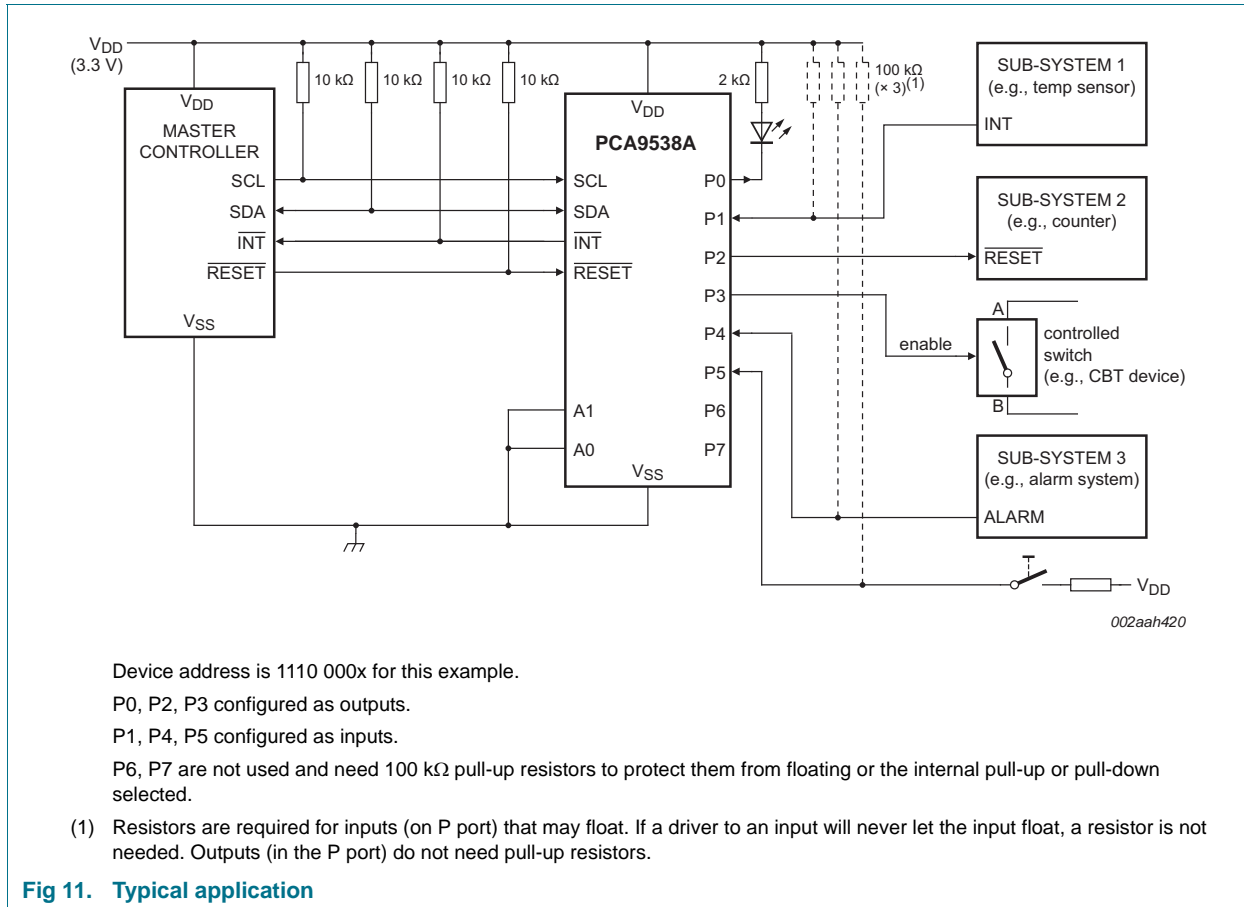 VDD
(3.3 V)
10 kΩ
10 kΩ
10 kΩ
10 kΩ
2 kΩ
100 kΩ
(× 3)(1)
VDD
MASTER
CONTROLLER
SCL
SDA
INT
RESET
VSS
VDD
PCA9538A
SCL
SDA
INT
RESET
A1
A0
VSS
P0
P1
P2
P3
P4
P5
P6
P7
SUB-SYSTEM 1
(e.g., temp sensor)
INT
SUB-SYSTEM 2
(e.g., counter)
RESET
enable
A
B
controlled
switch
(e.g., CBT device)
SUB-SYSTEM 3
(e.g., alarm system)
ALARM
VDD
002aah420
Device address is 1110 000x for this example.
P0, P2, P3 configured as outputs.
P1, P4, P5 configured as inputs.
P6, P7 are not used and need 100 kΩ pull-up resistors to protect them from floating or the internal pull-up or pull-down
selected.
(1) Resistors are required for inputs (on P port) that may float. If a driver to an input will never let the input float, a resistor is not
needed. Outputs (in the P port) do not need pull-up resistors.
Fig 11. Typical application